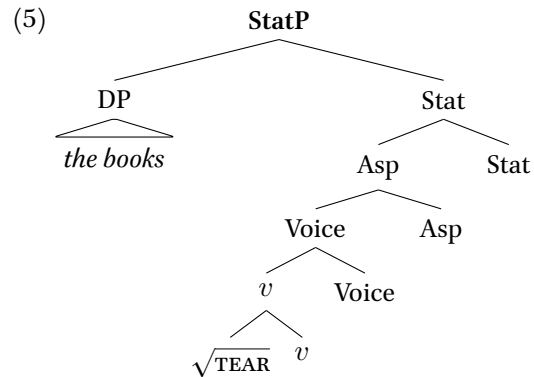 (5) StatP
DP Stat
the books Asp Stat
Voice Asp
v Voice
√TEAR v